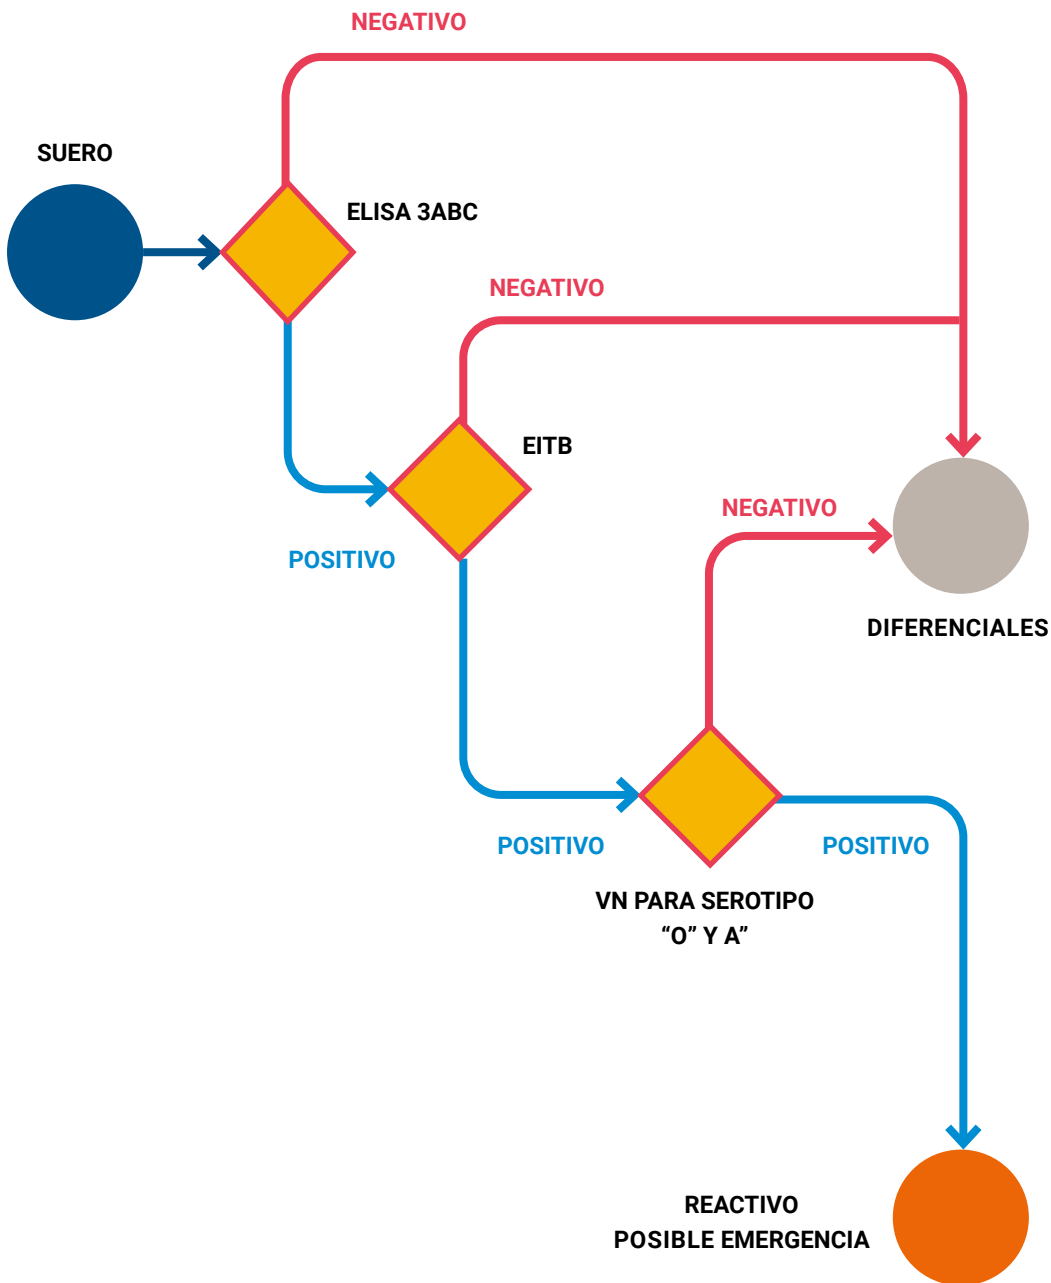 NEGATIVO
SUERO
ELISA 3ABC
NEGATIVO
EITB
NEGATIVO
POSITIVO
DIFERENCIALES
POSITIVO
POSITIVO
VN PARA SEROTIPO
“O” Y A”
REACTIVO
POSIBLE EMERGENCIA